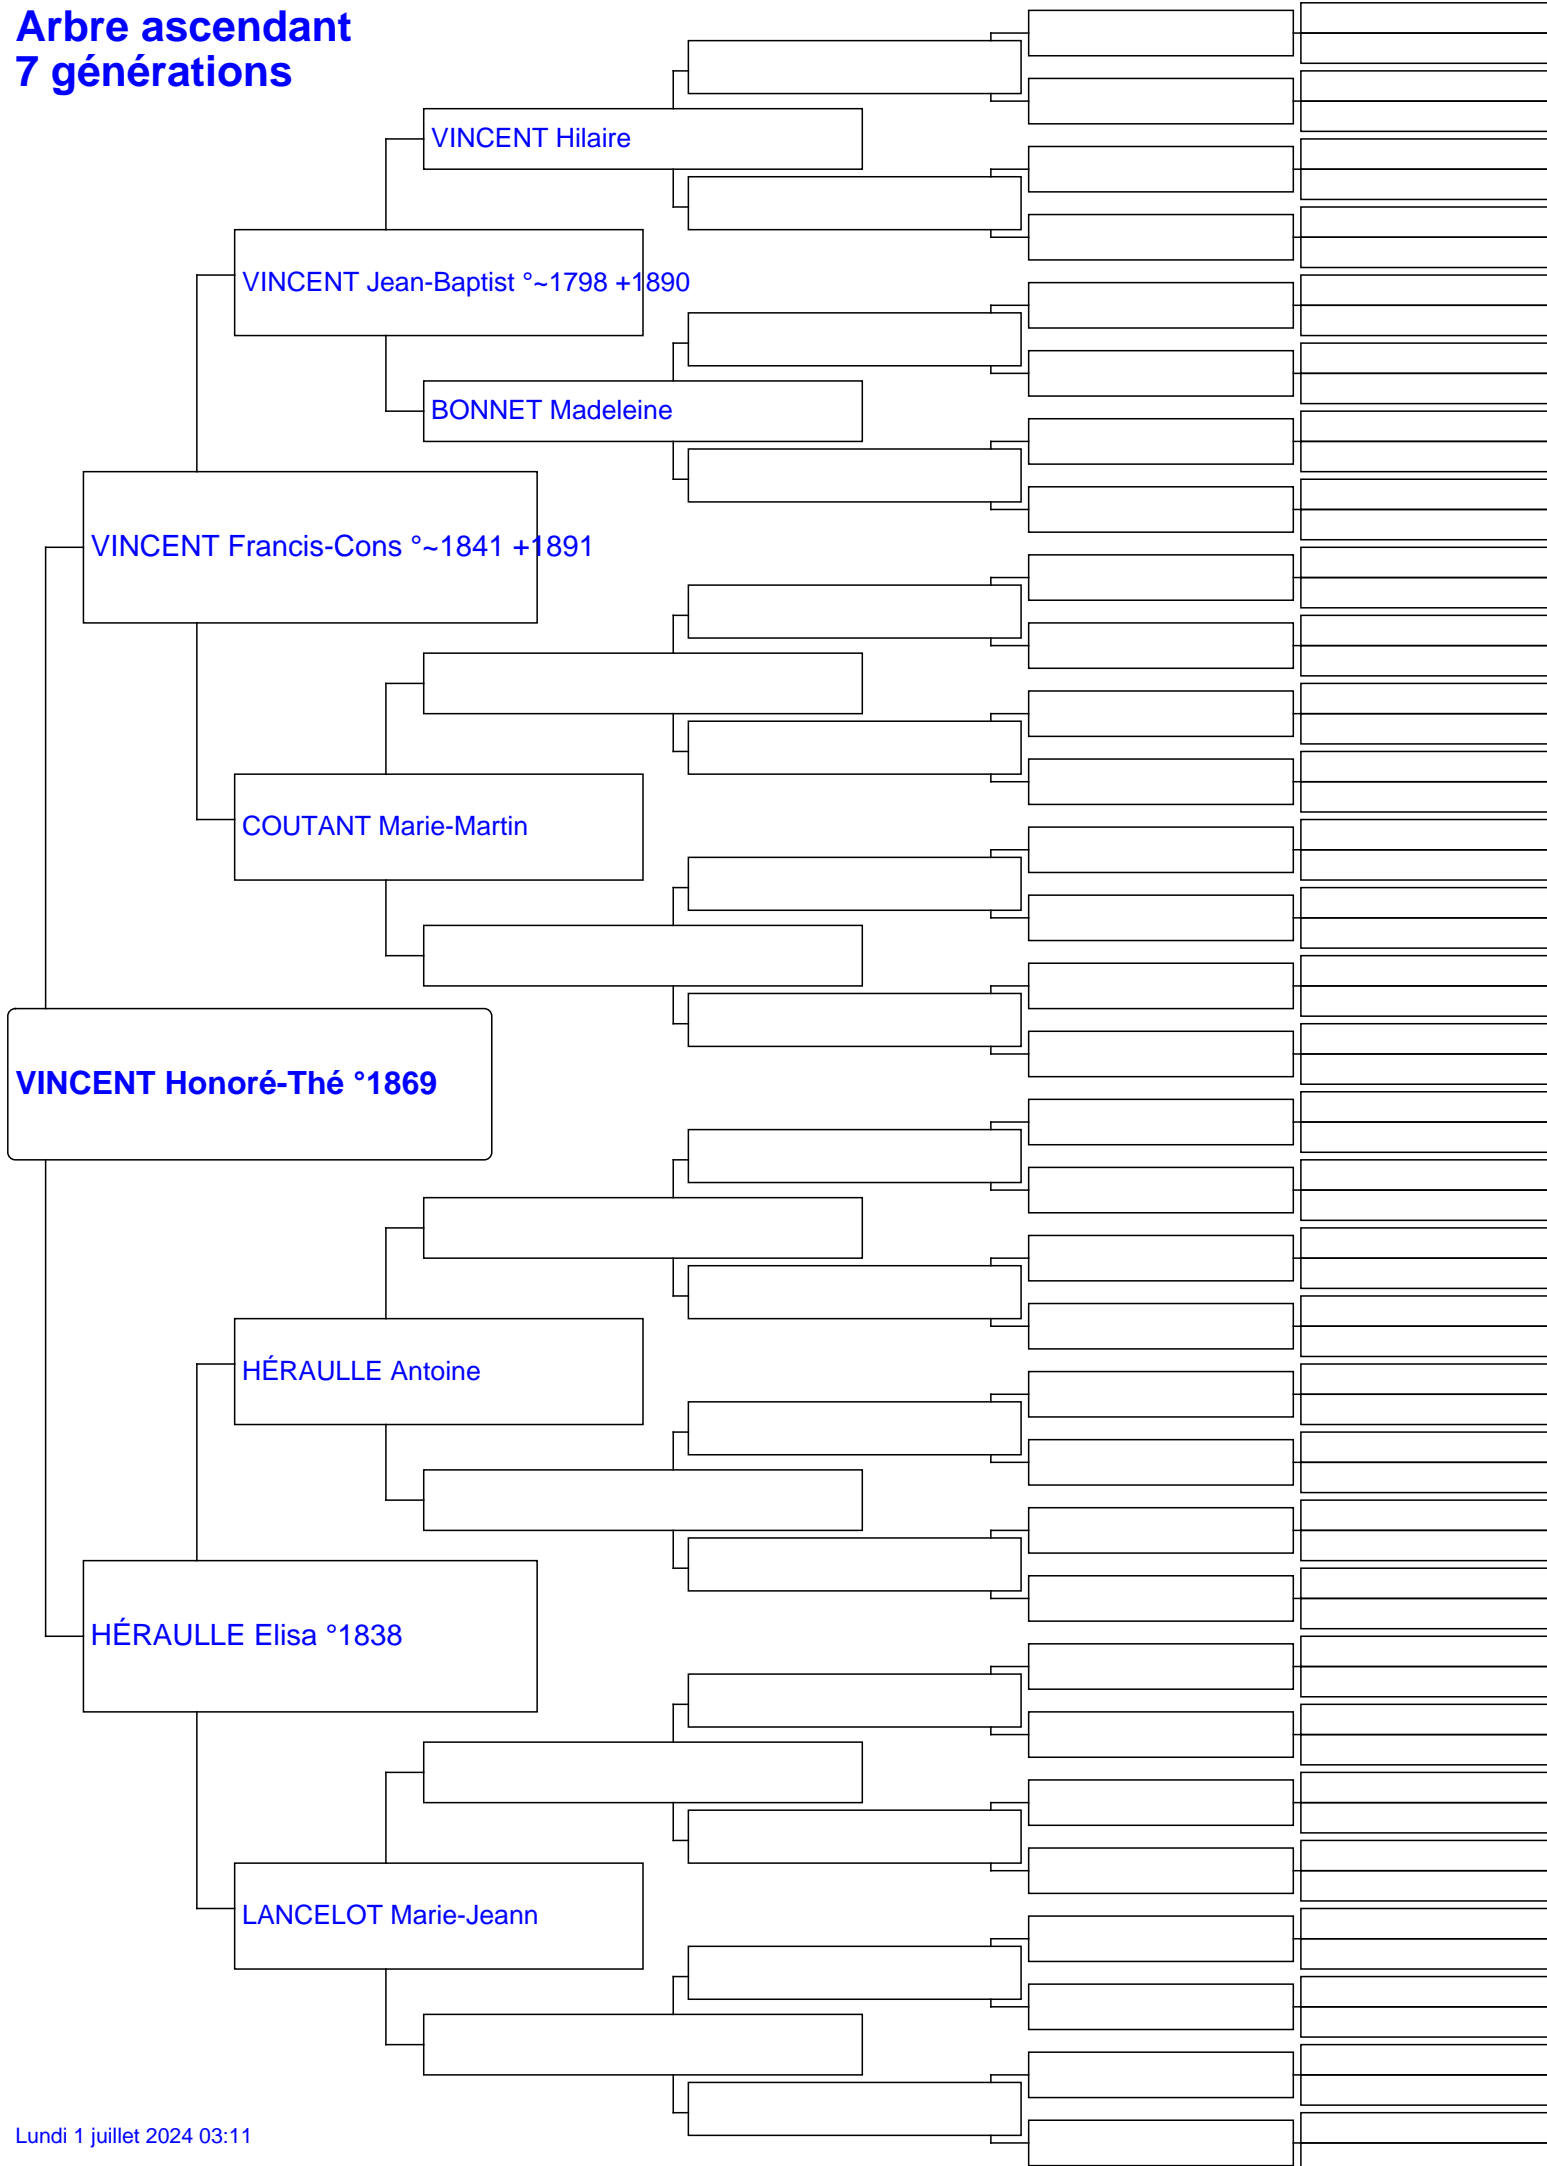 Arbre ascendant
7 générations
VINCENT Hilaire
VINCENT Jean-Baptist °~1798 +1890
BONNET Madeleine
VINCENT Francis-Cons °~1841 +1891
COUTANT Marie-Martin
VINCENT Honoré-Thé °1869
HÉRAULLE Antoine
HÉRAULLE Elisa °1838
LANCELOT Marie-Jeann
Lundi 1 juillet 2024 03:11